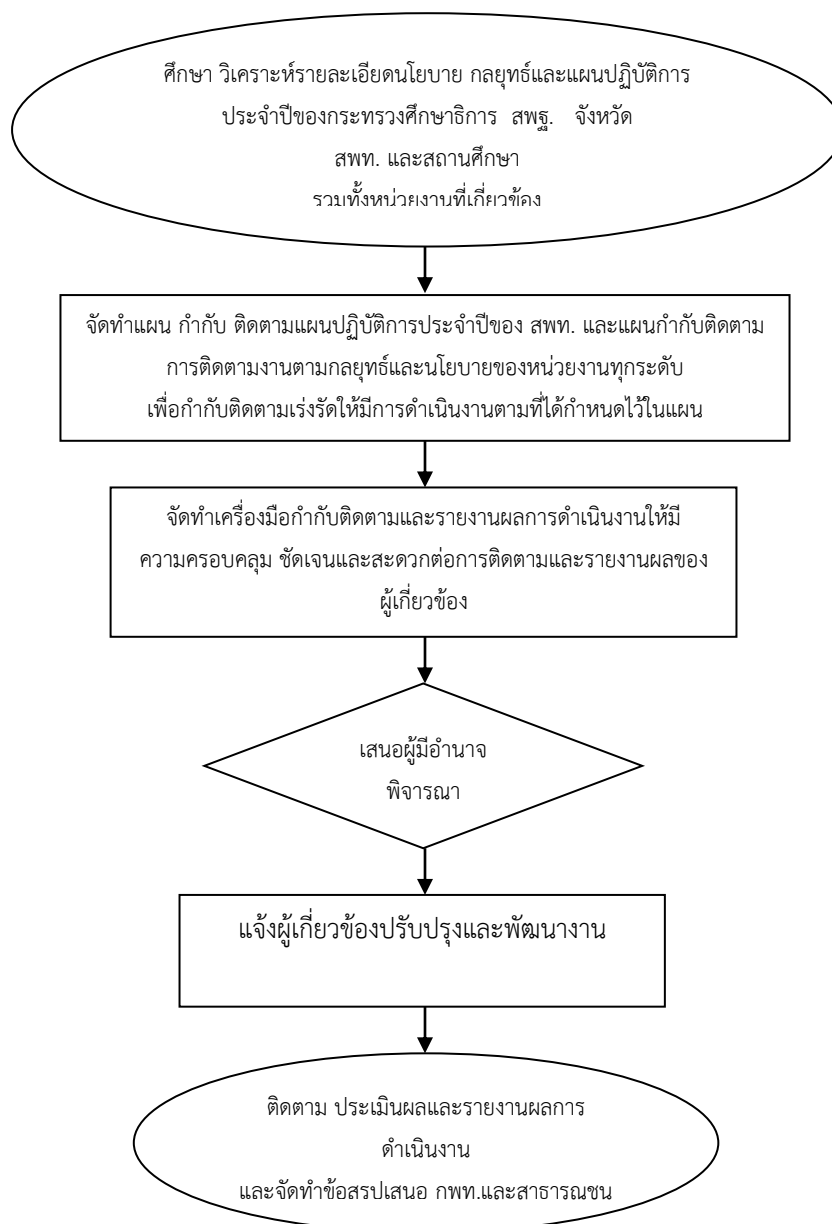 ศึกษา วิเคราะห์รายละเอียดนโยบาย กลยุทธ์และแผนปฏิบัติการ
ประจำปีของกระทรวงศึกษาธิการ สพฐ. จังหวัด
สพท. และสถานศึกษา
รวมทั้งหน่วยงานที่เกี่ยวข้อง
จัดทำแผน กำกับ ติดตามแผนปฏิบัติการประจำปีของ สพท. และแผนกำกับติดตาม
การติดตามงานตามกลยุทธ์และนโยบายของหน่วยงานทุกระดับ
เพื่อกำกับติดตามเร่งรัดให้มีการดำเนินงานตามที่ได้กำหนดไว้ในแผน
จัดทำเครื่องมือกำกับติดตามและรายงานผลการดำเนินงานให้มี
ความครอบคลุม ชัดเจนและสะดวกต่อการติดตามและรายงานผลของ
ผู้เกี่ยวข้อง
เสนอผู้มีอำนาจ
พิจารณา
แจ้งผู้เกี่ยวข้องปรับปรุงและพัฒนางาน
ติดตาม ประเมินผลและรายงานผลการ
ดำเนินงาน
และจัดทำข้อสรุปเสนอ กพท.และสาธารณชน